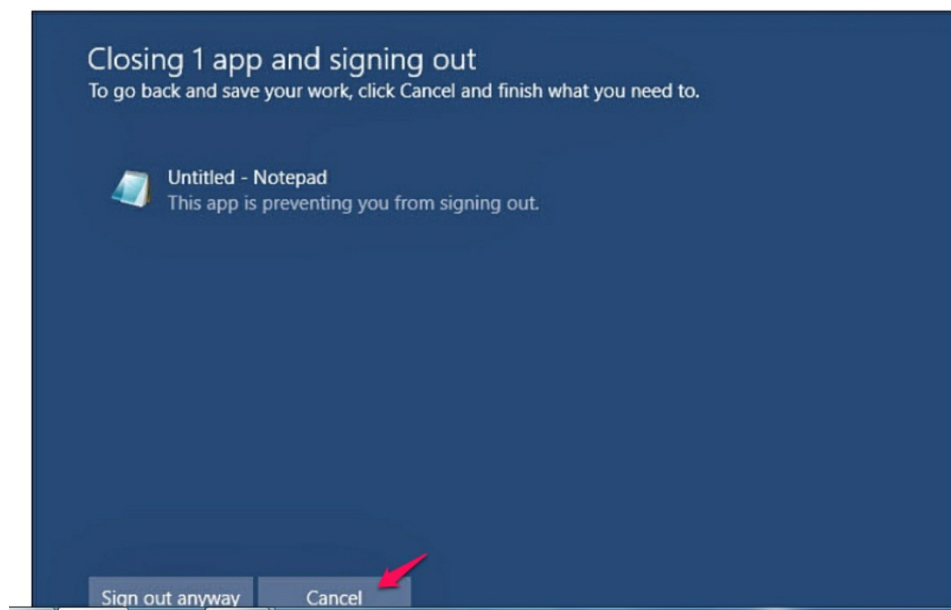 Closing 1 app and signing out
To go back and save your work, click Cancel and finish what you need to.
Untitled - Notepad
This app is preventing you from signing out.
Sign out anyway
Cancel